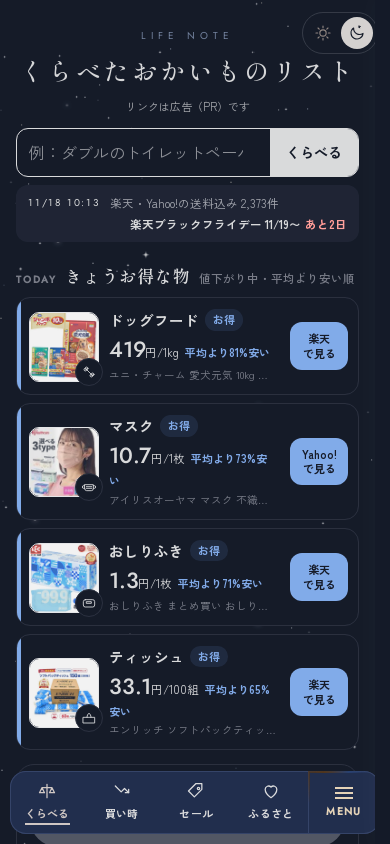 LIFE NOTE
くらべたおかいものリスト
リンクは広告（PR）です
例：ダブルのトイレットペーパ
くらべる
11/18 10:13 楽天・Yahoo!の送料込み 2,373件
楽天ブラックフライデー 11/19〜 あと2日
TODAY きょうお得な物 値下がり中・平均より安い順
ドッグフード お得
419円/1kg 平均より81%安い
ユニ・チャーム 愛犬元気 10kg ...
楽天
で見る
マスク お得
10.7円/1枚 平均より73%安
い
アイリスオーヤマ マスク 不織...
Yahoo!
で見る
選べる
3type
おしりふき お得
1.3円/1枚 平均より71%安い
おしりふき まとめ買い おしり...
楽天
で見る
999
ティッシュ お得
33.1円/100組 平均より65%
安い
エンリッチ ソフトパックティッ...
楽天
で見る
くらべる
買い時
セール
ふるさと
MENU